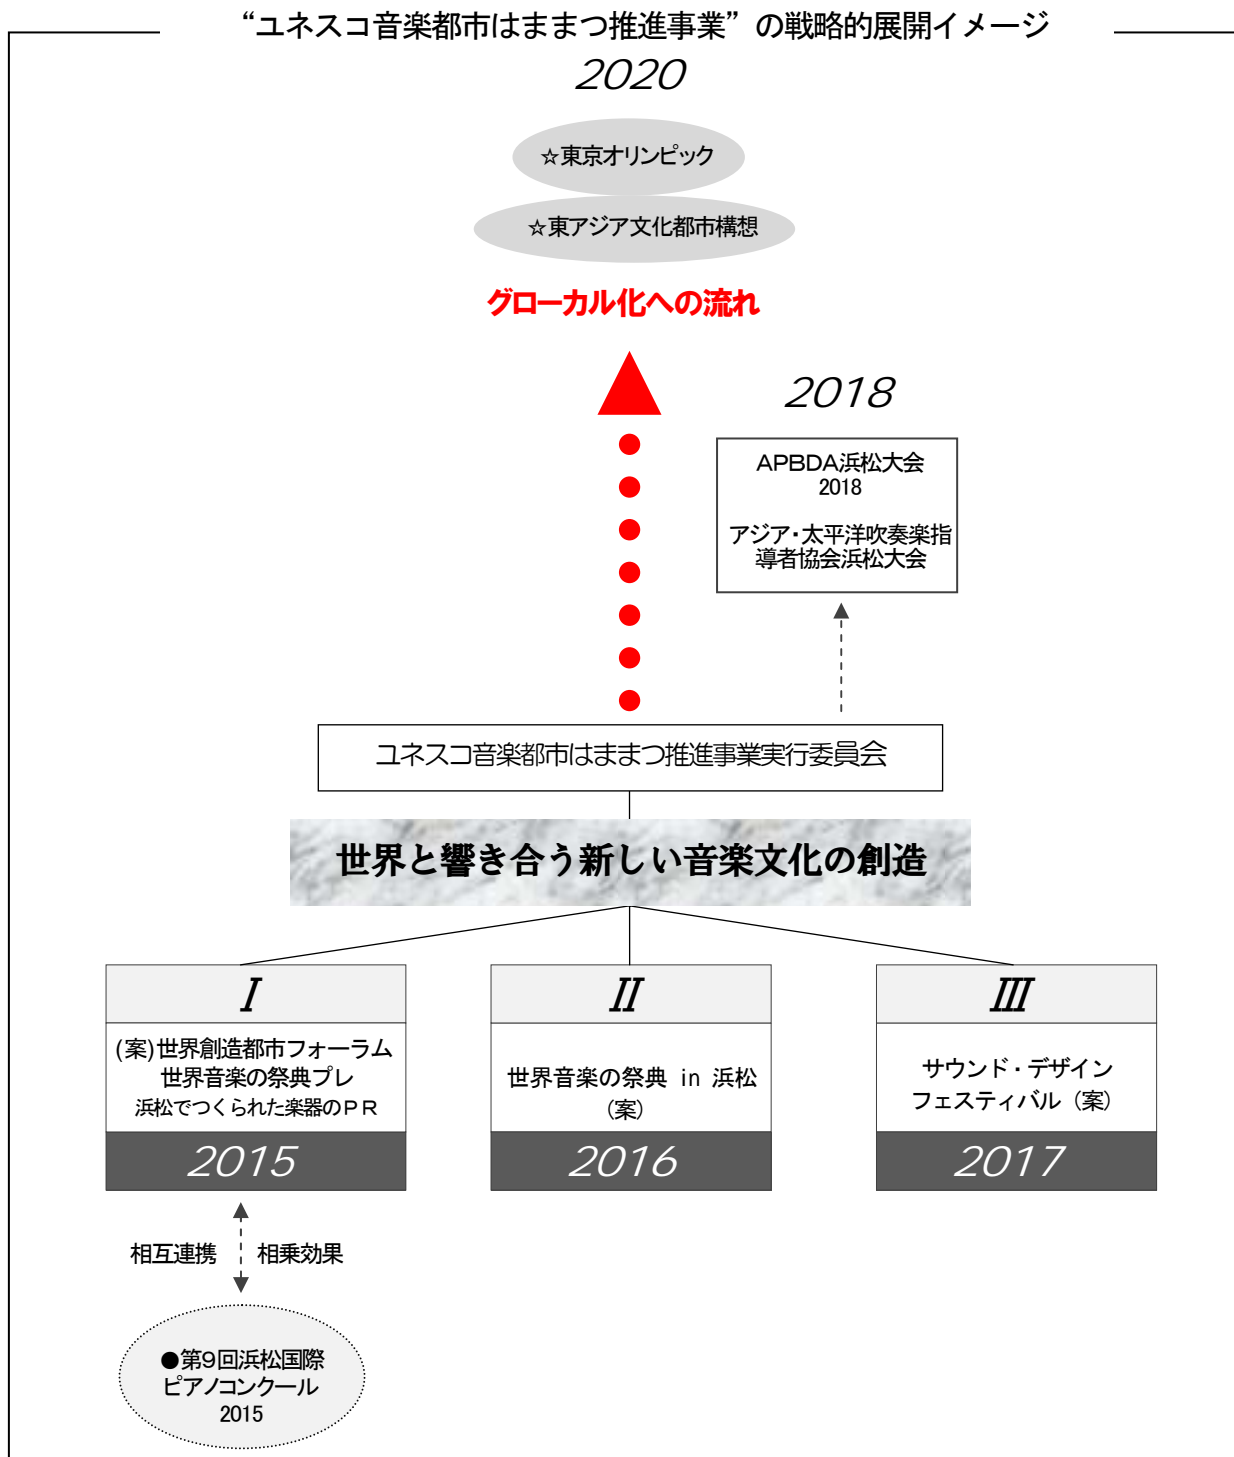 “ユネスコ音楽都市はままつ推進事業”の戦略的展開イメージ
2020
☆東京オリンピック
☆東アジア文化都市構想
グローカル化への流れ
2018
APBDA浜松大会
2018
アジア・太平洋吹奏楽指
導者協会浜松大会
ユネスコ音楽都市はままつ推進事業実行委員会
世界と響き合う新しい音楽文化の創造
Ⅰ
(案)世界創造都市フォーラム
世界音楽の祭典プレ
浜松でつくられた楽器のPR
2015
Ⅱ
世界音楽の祭典 in 浜松
(案)
2016
Ⅲ
サウンド・デザイン
フェスティバル (案)
2017
相互連携 相乗効果
●第9回浜松国際
ピアノコンクール
2015